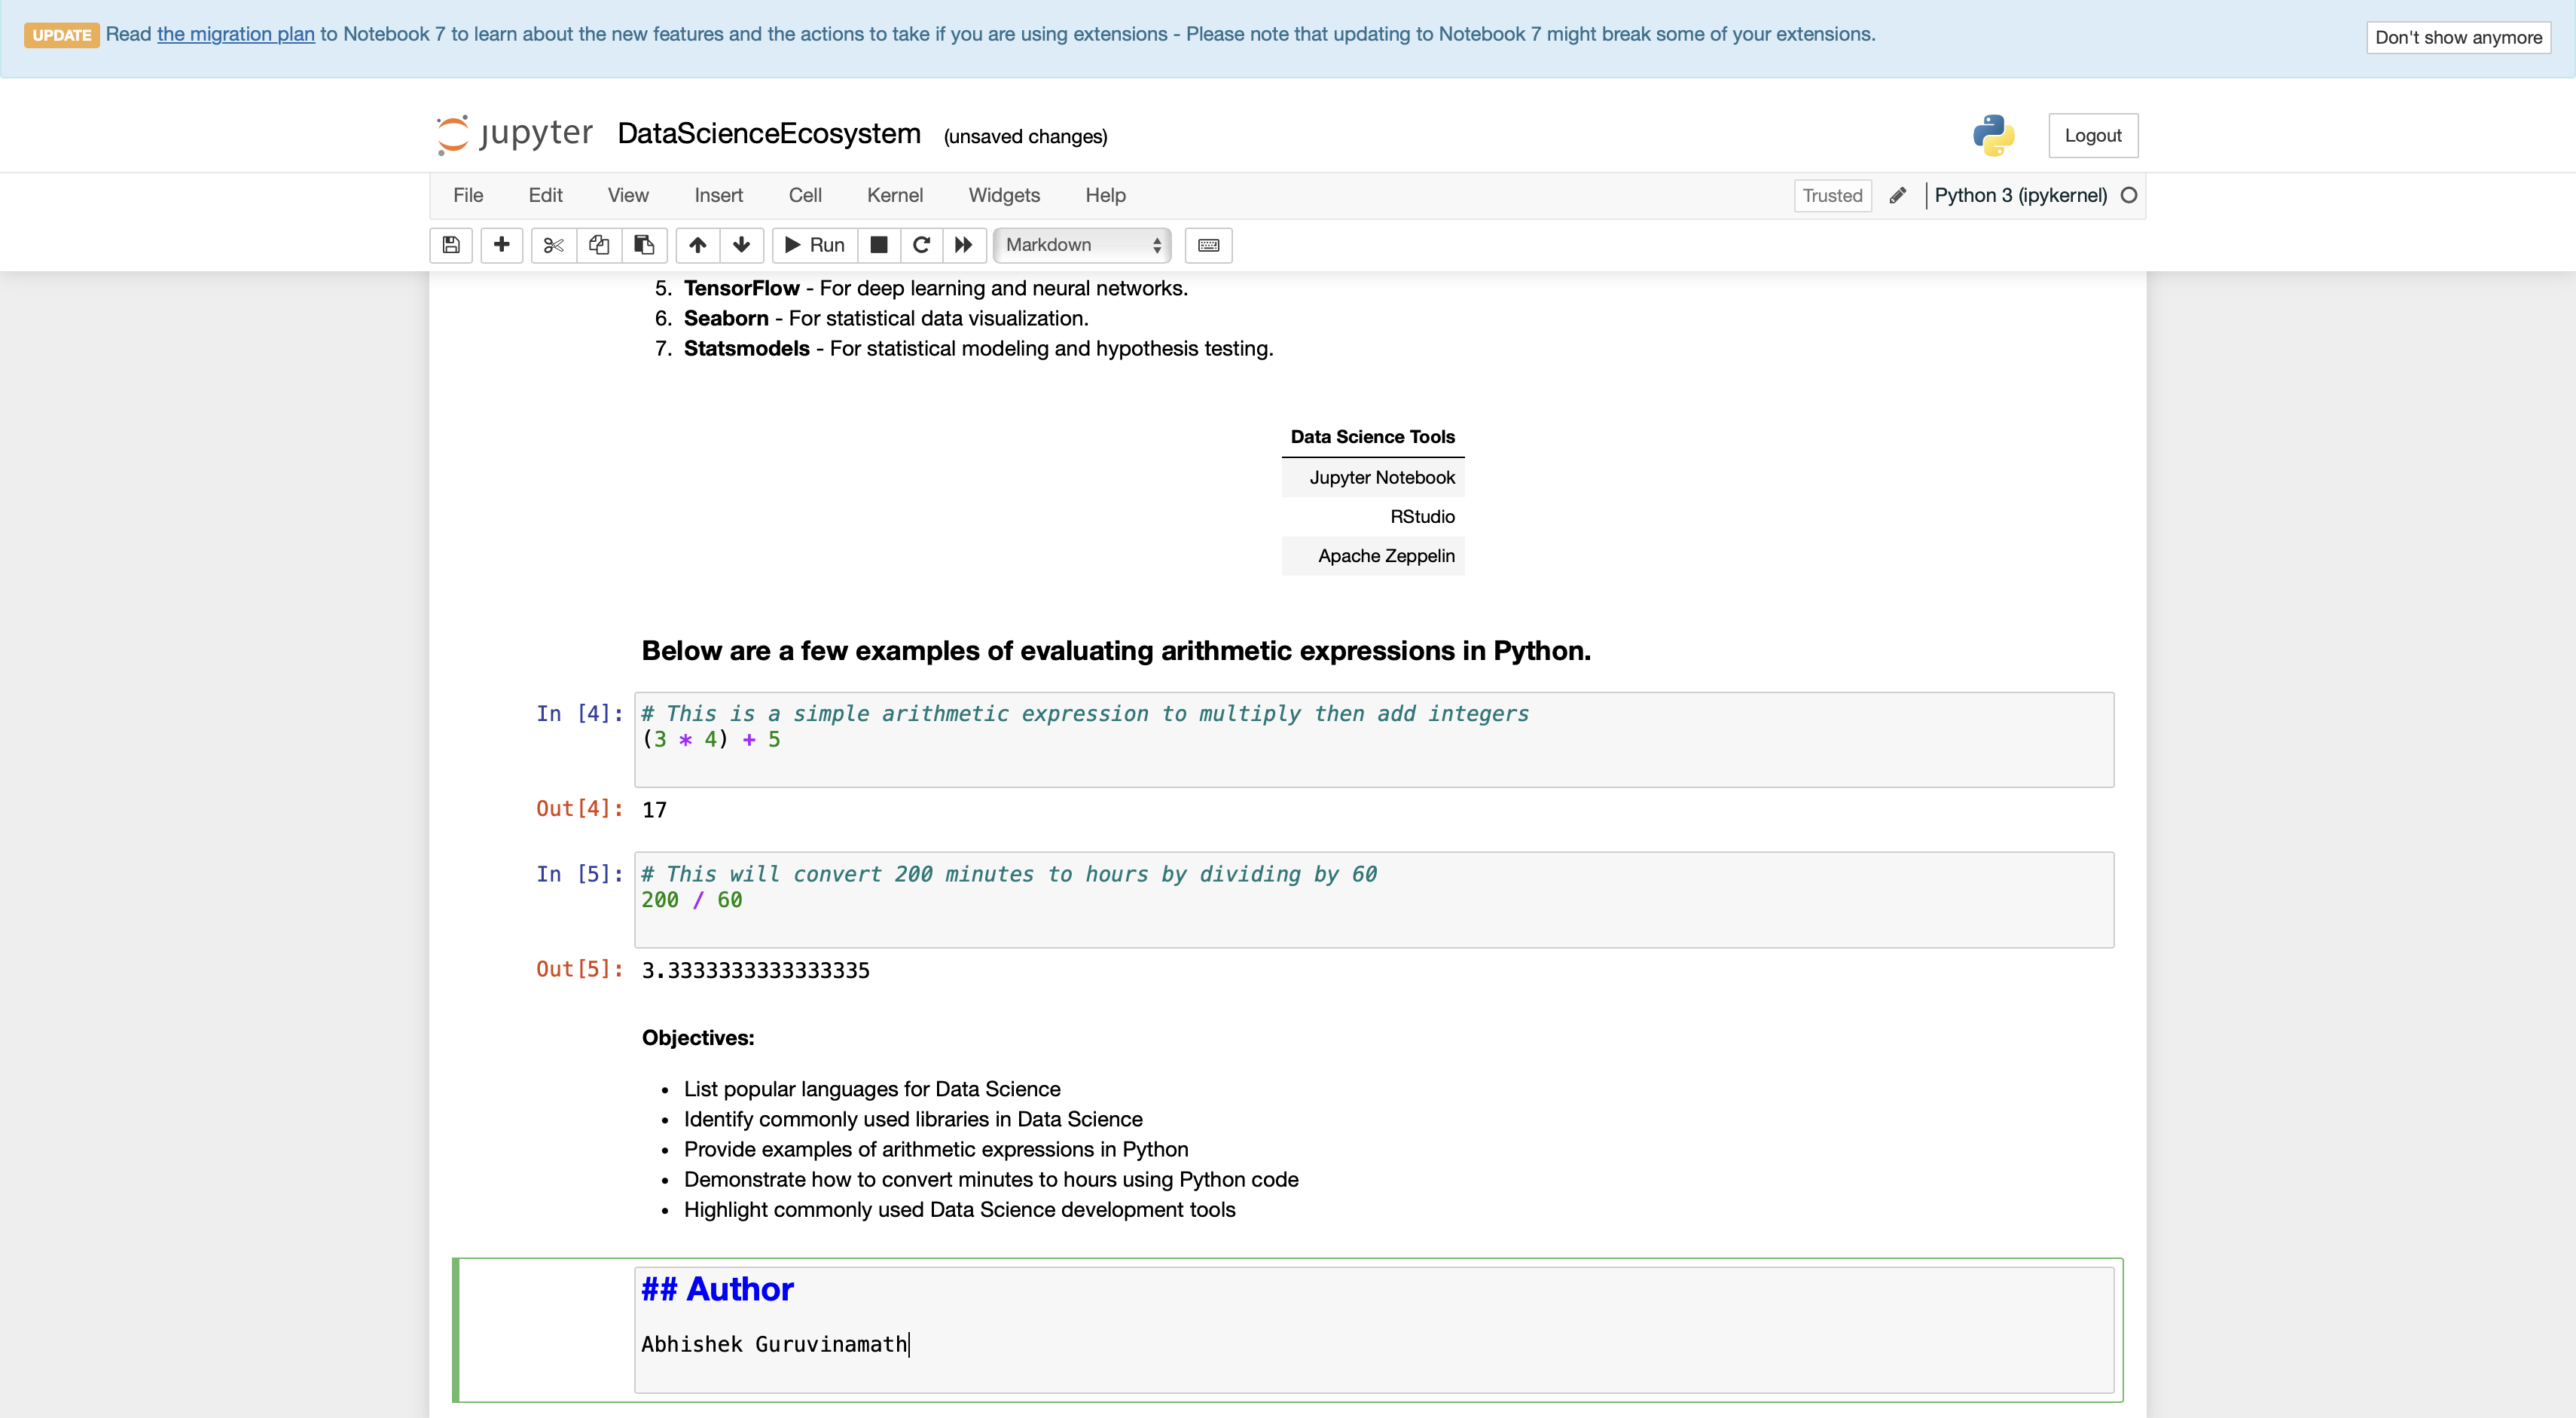 UPDATE Read the migration plan to Notebook 7 to learn about the new features and the actions to take if you are using extensions - Please note that updating to Notebook 7 might break some of your extensions.
Don't show anymore
jupyter DataScienceEcosystem (unsaved changes)
Logout
File Edit View Insert Cell Kernel Widgets Help
Trusted Python 3 (ipykernel)
Run Markdown
5. TensorFlow - For deep learning and neural networks.
6. Seaborn - For statistical data visualization.
7. Statsmodels - For statistical modeling and hypothesis testing.
Data Science Tools
Jupyter Notebook
RStudio
Apache Zeppelin
Below are a few examples of evaluating arithmetic expressions in Python.
In [4]: # This is a simple arithmetic expression to multiply then add integers
(3 * 4) + 5
Out[4]: 17
In [5]: # This will convert 200 minutes to hours by dividing by 60
200 / 60
Out[5]: 3.3333333333333335
Objectives:
• List popular languages for Data Science
• Identify commonly used libraries in Data Science
• Provide examples of arithmetic expressions in Python
• Demonstrate how to convert minutes to hours using Python code
• Highlight commonly used Data Science development tools
## Author
Abhishek Guruvinamath